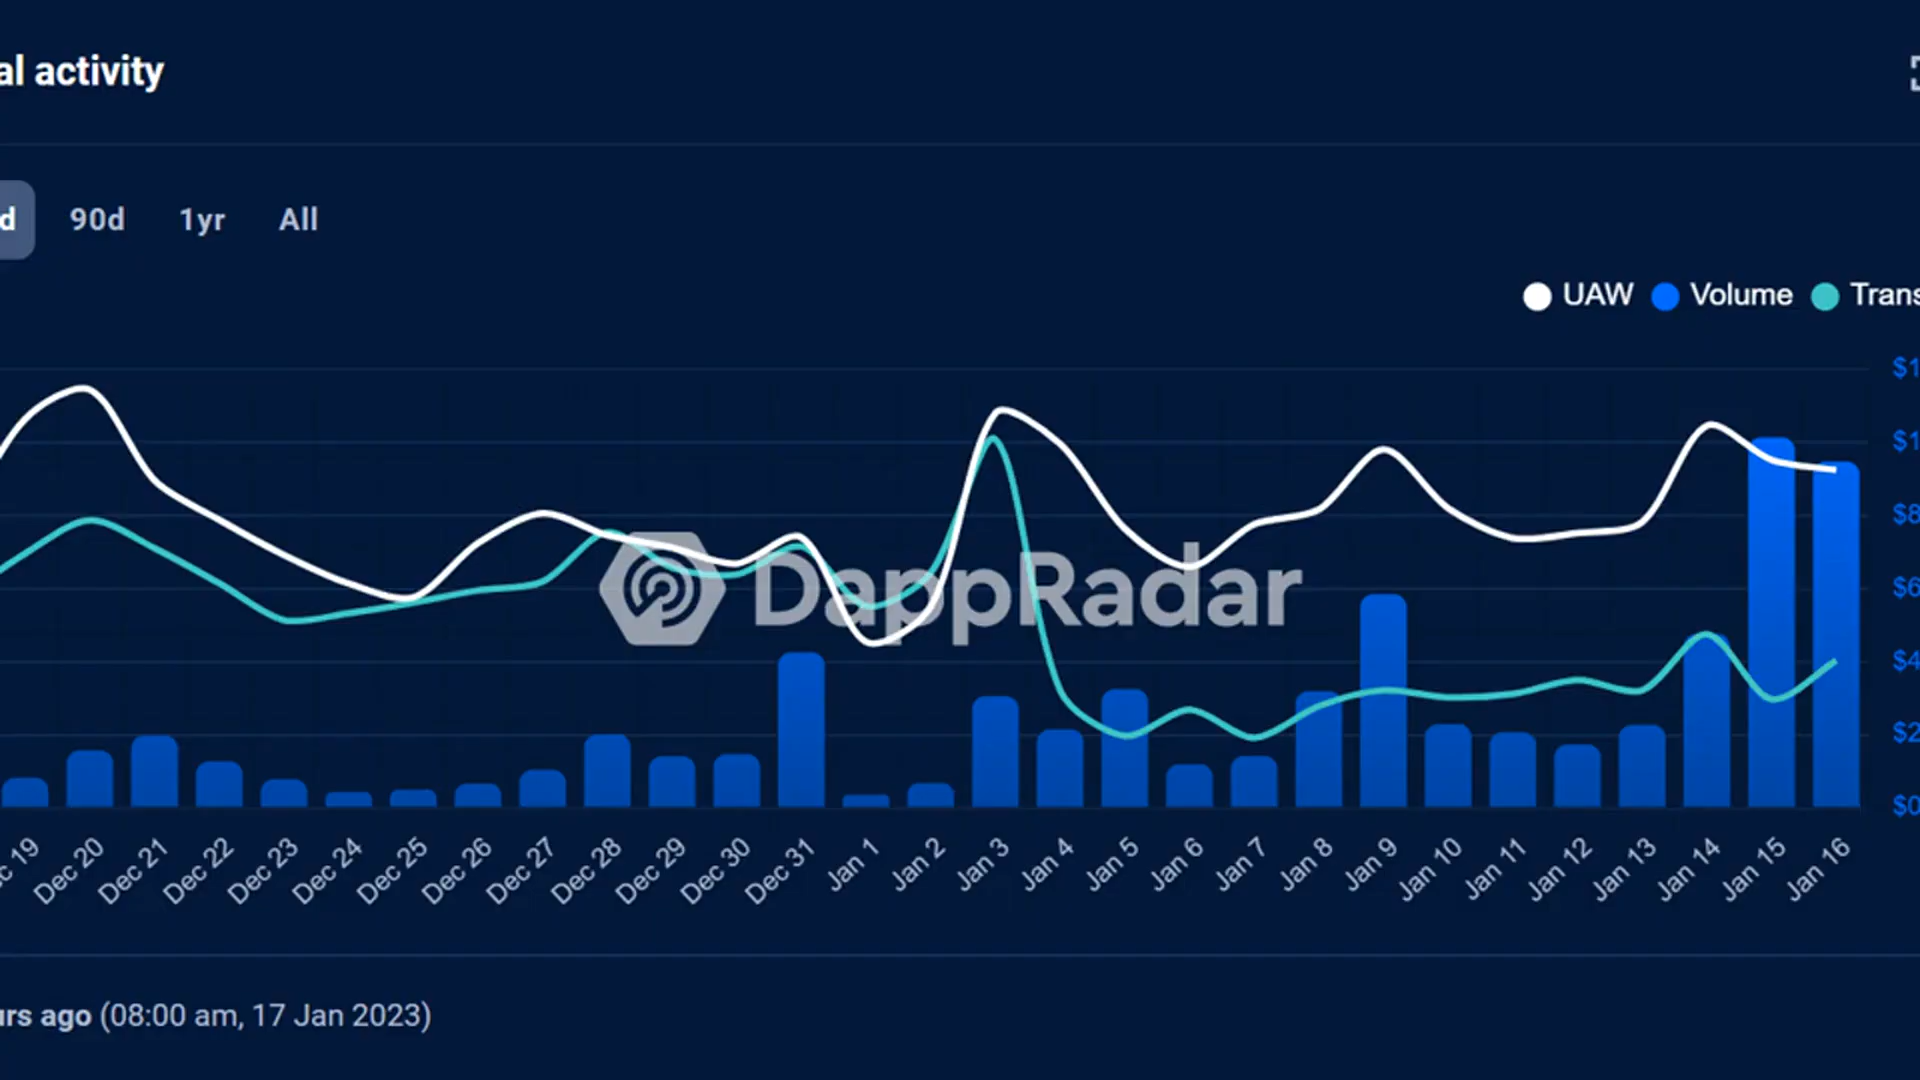 al activity
d 90d 1yr All
UAW Volume Trans
$1
$1
$8
$6
$4
$2
$0
DappRadar
c 19 Dec 20 Dec 21 Dec 22 Dec 23 Dec 24 Dec 25 Dec 26 Dec 27 Dec 28 Dec 29 Dec 30 Dec 31 Jan 1 Jan 2 Jan 3 Jan 4 Jan 5 Jan 6 Jan 7 Jan 8 Jan 9 Jan 10 Jan 11 Jan 12 Jan 13 Jan 14 Jan 15 Jan 16
urs ago (08:00 am, 17 Jan 2023)